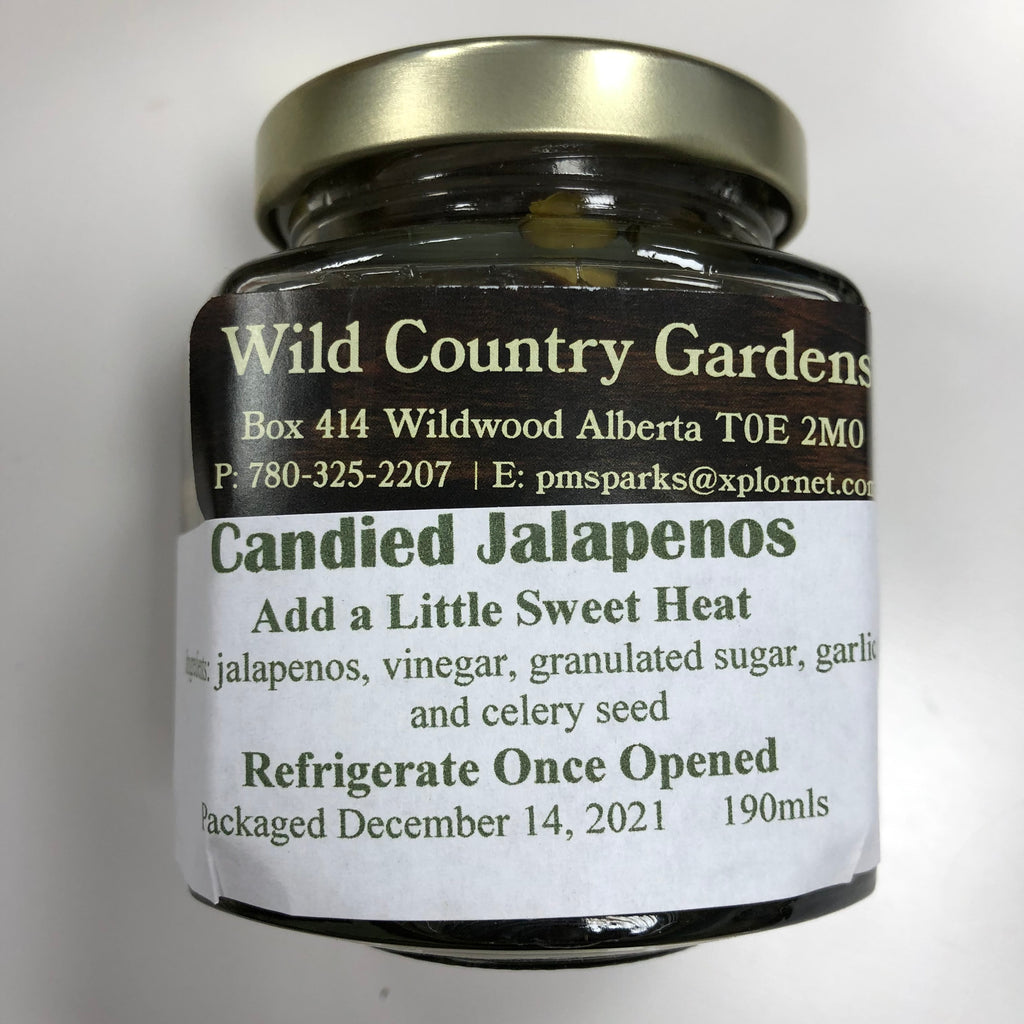 Wild Country Gardens
Box 414 Wildwood Alberta T0E 2M0
P: 780-325-2207 | E: pmsparks@xplornet.com
Candied Jalapenos
Add a Little Sweet Heat
Ingredients: jalapenos, vinegar, granulated sugar, garlic
and celery seed
Refrigerate Once Opened
Packaged December 14, 2021 190mls